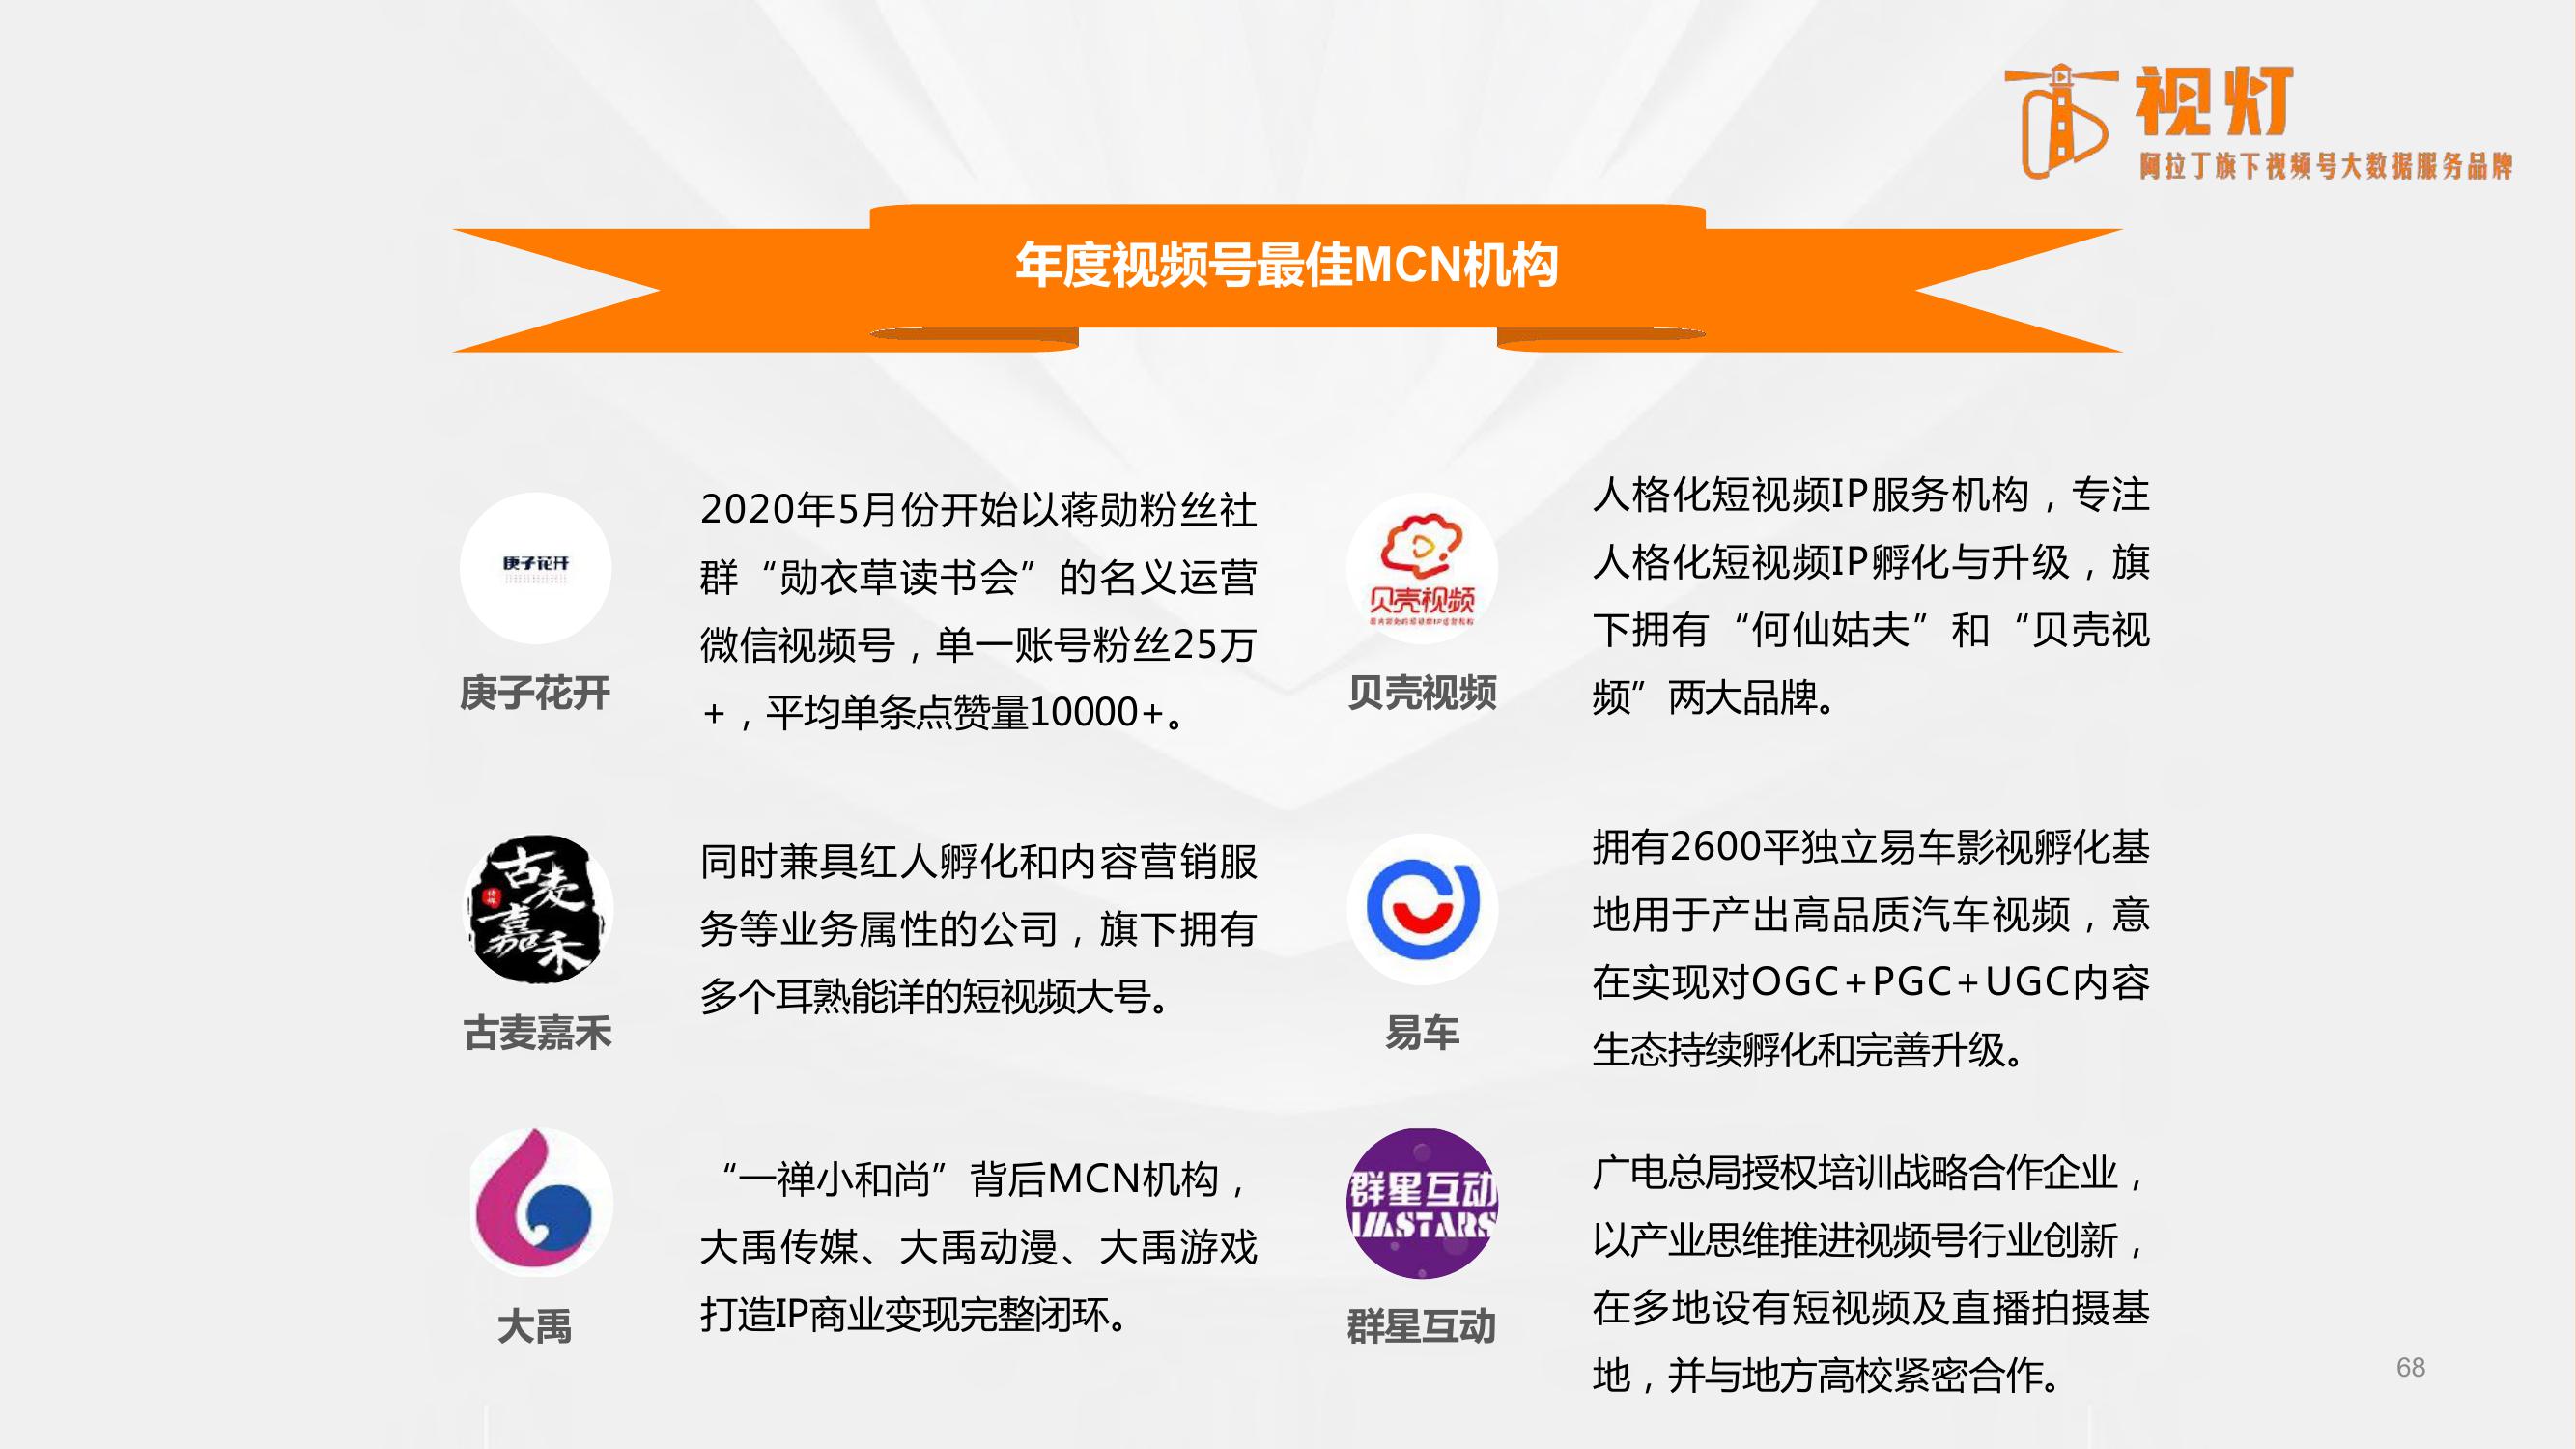 视灯
阿拉丁旗下视频号大数据服务品牌
年度视频号最佳MCN机构
庚子花开
庚子花开
2020年5月份开始以蒋勋粉丝社
群“勋衣草读书会”的名义运营
微信视频号，单一账号粉丝25万
+，平均单条点赞量10000+。
贝壳视频
贝壳视频
人格化短视频IP服务机构，专注
人格化短视频IP孵化与升级，旗
下拥有“何仙姑夫”和“贝壳视
频”两大品牌。
古麦
嘉禾
古麦嘉禾
同时兼具红人孵化和内容营销服
务等业务属性的公司，旗下拥有
多个耳熟能详的短视频大号。
易车
拥有2600平独立易车影视孵化基
地用于产出高品质汽车视频，意
在实现对OGC+PGC+UGC内容
生态持续孵化和完善升级。
大禹
“一禅小和尚”背后MCN机构，
大禹传媒、大禹动漫、大禹游戏
打造IP商业变现完整闭环。
群星互动
群星互动
广电总局授权培训战略合作企业，
以产业思维推进视频号行业创新，
在多地设有短视频及直播拍摄基
地，并与地方高校紧密合作。
68